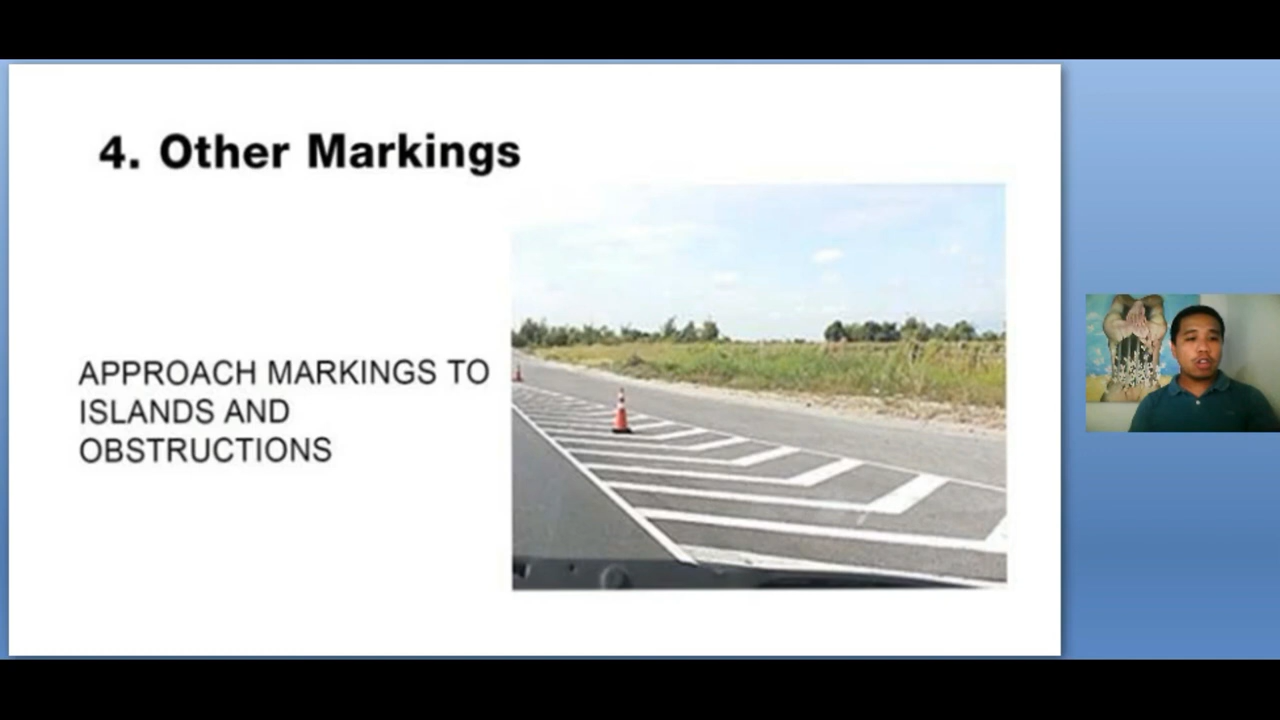 4. Other Markings
APPROACH MARKINGS TO
ISLANDS AND
OBSTRUCTIONS